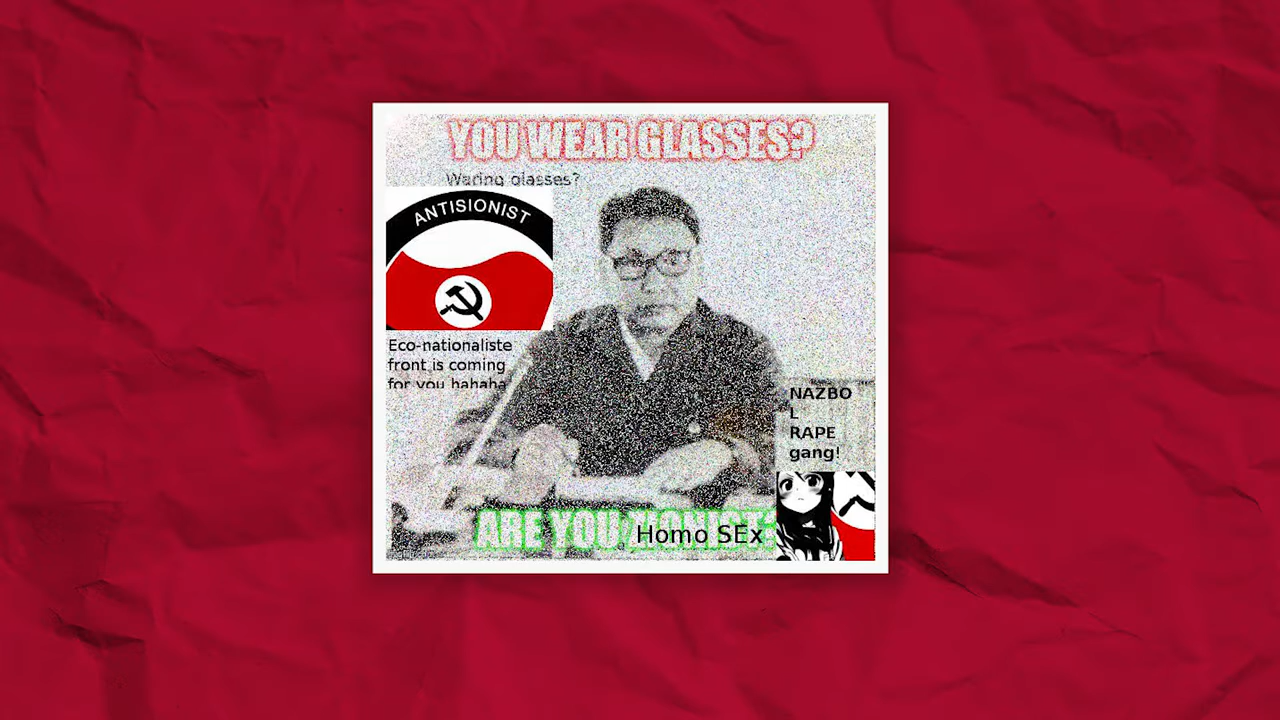 YOU WEAR GLASSES?
Waring glasses?
ANTISIONIST
Eco-nationaliste
front is coming
for you hahaha
NAZBO
L
RAPE
gang!
ARE YOU ZIONIST?
Homo SEx